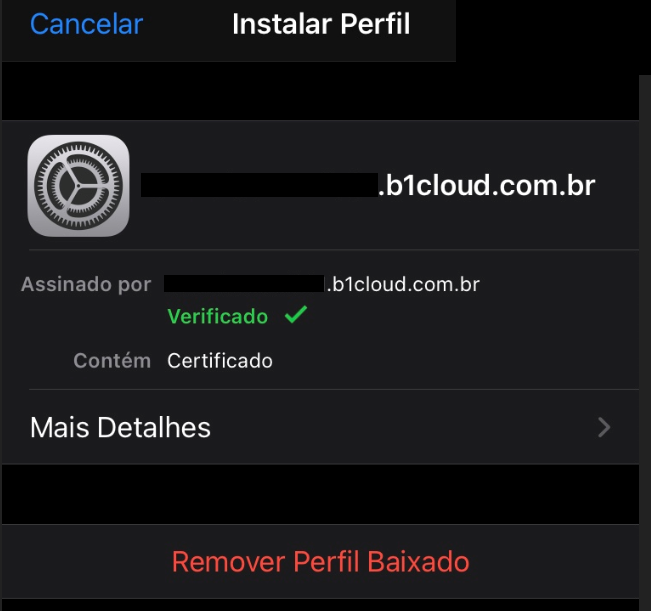 Cancelar Instalar Perfil
.b1cloud.com.br
Assinado por .b1cloud.com.br
Verificado ✓
Contém Certificado
Mais Detalhes
Remover Perfil Baixado